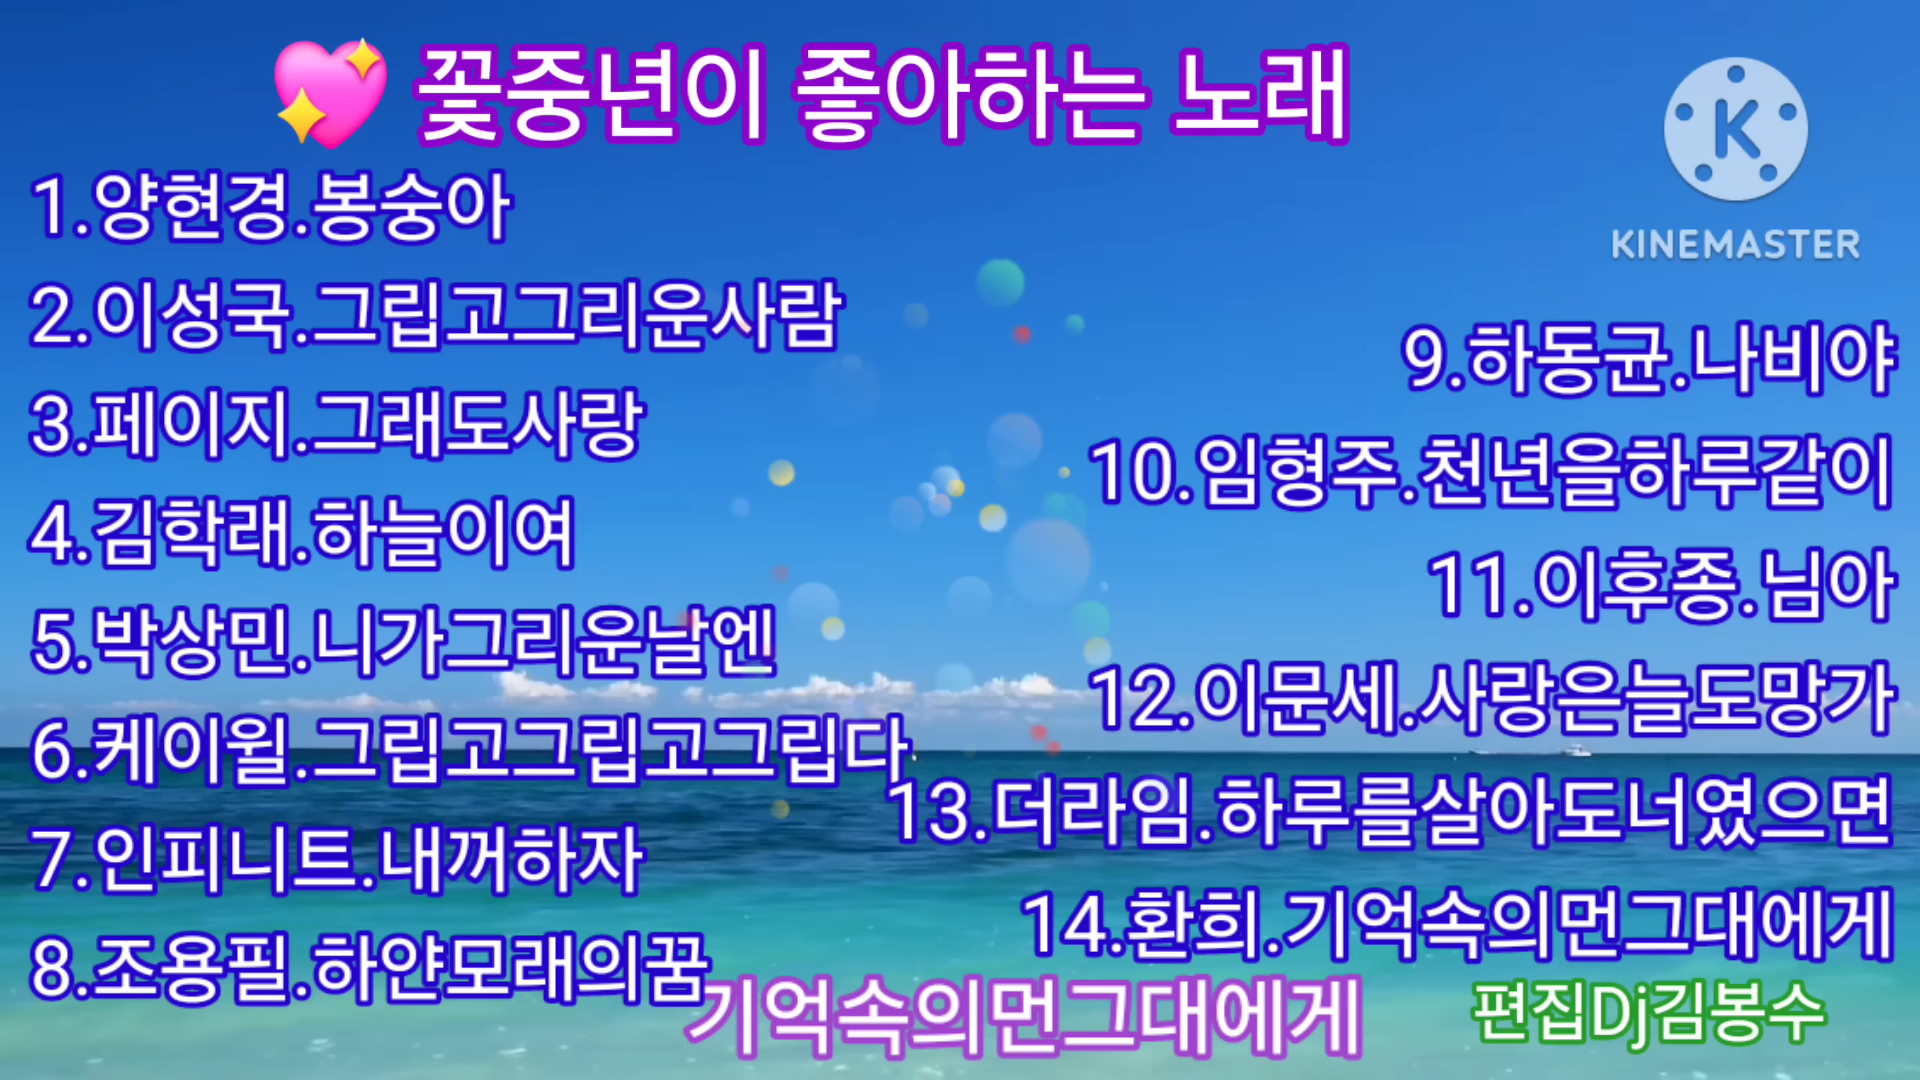 💖 꽃중년이 좋아하는 노래
KINEMASTER
1.양현경.봉숭아
2.이성국.그립고그리운사람
3.페이지.그래도사랑
4.김학래.하늘이여
5.박상민.니가그리운날엔
6.케이윌.그립고그립고그립다
7.인피니트.내꺼하자
8.조용필.하얀모래의꿈
9.하동균.나비야
10.임형주.천년을하루같이
11.이후종.님아
12.이문세.사랑은늘도망가
13.더라임.하루를살아도너였으면
14.환희.기억속의먼그대에게
기억속의먼그대에게
편집Dj김봉수